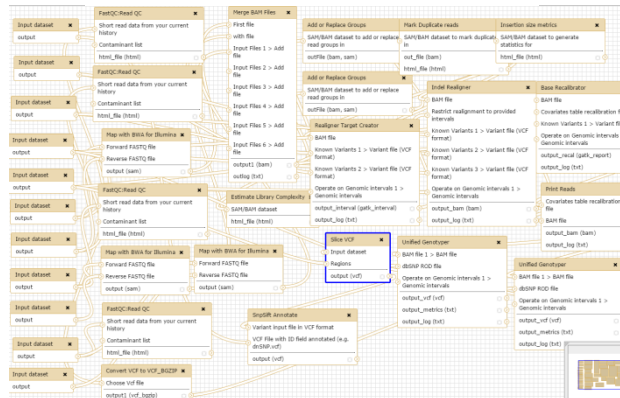 Input dataset
output
Input dataset
output
Input dataset
output
Input dataset
output
Input dataset
output
Input dataset
output
Input dataset
output
Input dataset
output
Input dataset
output
Input dataset
output
FastQC:Read QC
Short read data from your current
history
Contaminant list
html_file (html)
FastQC:Read QC
Short read data from your current
history
Contaminant list
html_file (html)
Map with BWA for Illumina
Forward FASTQ file
Reverse FASTQ file
output (sam)
FastQC:Read QC
Short read data from your current
history
Contaminant list
html_file (html)
Map with BWA for Illumina
Forward FASTQ file
Reverse FASTQ file
output (sam)
FastQC:Read QC
Short read data from your current
history
Contaminant list
html_file (html)
Convert VCF to VCF_BGZIP
Choose Vcf file
output1 (vcf_bgzip)
Merge BAM Files
First file
with file
Input Files 1 > Add
file
Input Files 2 > Add
file
Input Files 3 > Add
file
Input Files 4 > Add
file
Input Files 5 > Add
file
Input Files 6 > Add
file
output1 (bam)
outlog (txt)
Estimate Library Complexity
SAM/BAM dataset
html_file (html)
Map with BWA for Illumina
Forward FASTQ file
Reverse FASTQ file
output (sam)
SnpSift Annotate
Variant input file in VCF format
VCF File with ID field annotated (e.g.
dnSNP.vcf)
output (vcf)
Add or Replace Groups
SAM/BAM dataset to add or replace
read groups in
outFile (bam, sam)
Add or Replace Groups
SAM/BAM dataset to add or replace
read groups in
outFile (bam, sam)
Realigner Target Creator
BAM file
Known Variants 1 > Variant file (VCF
format)
Known Variants 2 > Variant file (VCF
format)
Operate on Genomic intervals 1 >
Genomic intervals
output_interval (gatk_interval)
output_log (txt)
Slice VCF
Input dataset
Regions
output (vcf)
Mark Duplicate reads
SAM/BAM dataset to mark duplicates
in
out_file (bam)
html_file (html)
Indel Realigner
BAM file
Restrict realignment to provided
intervals
Known Variants 1 > Variant file (VCF
format)
Known Variants 2 > Variant file (VCF
format)
Known Variants 3 > Variant file (VCF
format)
Operate on Genomic intervals 1 >
Genomic intervals
output_bam (bam)
output_log (txt)
Unified Genotyper
BAM file 1 > BAM file
dbSNP ROD file
Operate on Genomic intervals 1 >
Genomic intervals
output_vcf (vcf)
output_metrics (txt)
output_log (txt)
Insertion size metrics
SAM/BAM dataset to generate
statistics for
html_file (html)
Base Recalibrator
BAM file
Covariates table recalibration f
Known Variants 1 > Variant fil
Operate on Genomic intervals
Genomic intervals
output_recal (gatk_report)
output_log (txt)
Print Reads
Covariates table recalibration
file
BAM file
output_bam (bam)
output_log (txt)
Unified Genotyper
BAM file 1 > BAM file
dbSNP ROD file
Operate on Genomic intervals 1 >
Genomic intervals
output_vcf (vcf)
output_metrics (txt)
output_log (txt)